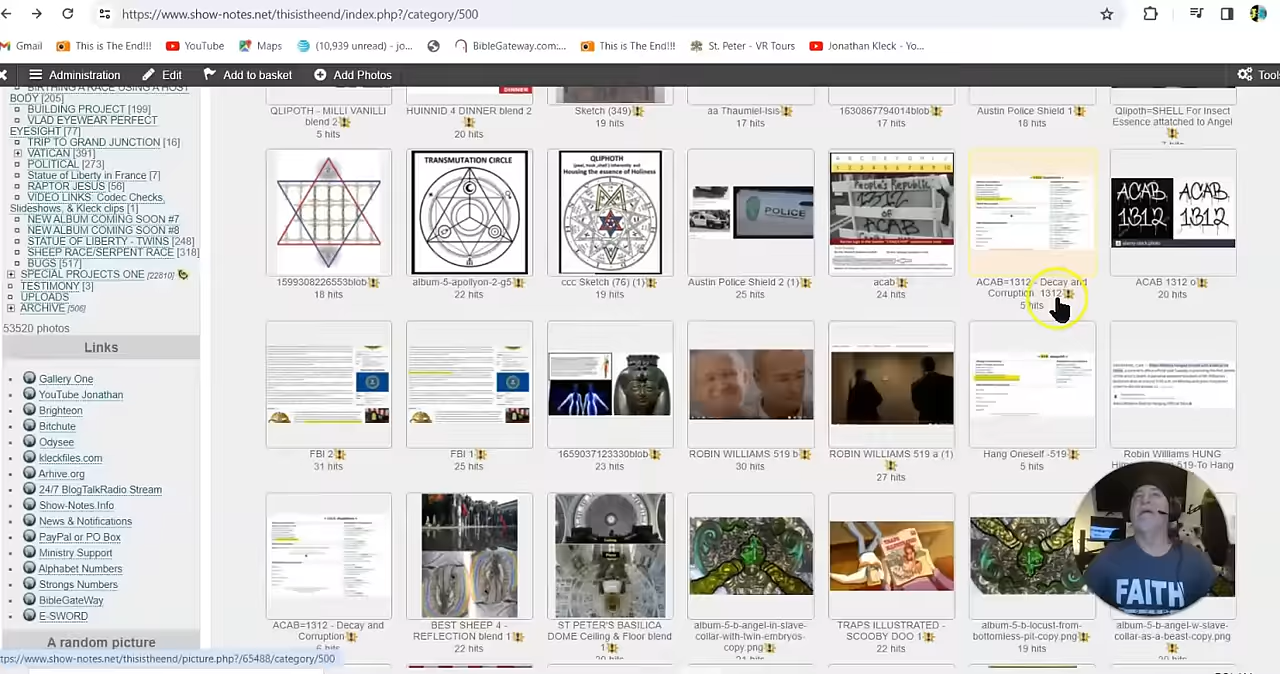 https://www.show-notes.net/thisistheend/index.php?/category/500
Gmail
This is The End!!!
YouTube
Maps
(10,939 unread) - jo...
BibleGateway.com:...
This is The End!!!
St. Peter - VR Tours
Jonathan Kleck - Yo...
Administration
Edit
Add to basket
Add Photos
Tools
BIRTHING A RACE USING A HOST
BODY [205]
BUILDING PROJECT [199]
VLAD EYEWEAR PERFECT
EYESIGHT [77]
TRIP TO GRAND JUNCTION [16]
VATICAN [391]
POLITICAL [273]
Statue of Liberty in France [7]
RAPTOR JESUS [56]
VIDEO LINKS: Codec Checks,
Slideshows, & Ksr clips [1]
NEW ALBUM COMING SOON #7
NEW ALBUM COMING SOON #8
STATUE OF LIBERTY - TWINS [248]
SHEEP RACE/SERPENT RACE [318]
BUGS [517]
SPECIAL PROJECTS ONE [22810]
TESTIMONY [3]
UPLOADS
ARCHIVE [506]
53520 photos
Links
Gallery One
YouTube Jonathan
Brighteon
Bitchute
Odysee
kleckfiles.com
Arhive.org
24/7 BlogTalkRadio Stream
Show-Notes.Info
News & Notifications
PayPal or PO Box
Ministry Support
Alphabet Numbers
Strongs Numbers
BibleGateWay
E-SWORD
A random picture
ttps://www.show-notes.net/thisistheend/picture.php?/65488/category/500
QLIPOTH - MILLI VANILLI
blend 2
5 hits
HUINNID 4 DINNER blend 2
20 hits
Sketch (349)
19 hits
aa Thaumiel-Isis
17 hits
1630867794014blob
17 hits
Austin Police Shield 1
18 hits
Qlipoth=SHELL For Insect
Essence attatched to Angel
TRANSMUTATION CIRCLE
QLIPHOTH
Housing the essence of Holiness
POLICE
People's Republic
1312
of
ACAB
ACAB
1312
ACAB
1312
18 hits
album-5-apollyon-2-g5
22 hits
ccc Sketch (76) (1)
19 hits
Austin Police Shield 2 (1)
25 hits
acab
24 hits
ACAB=1312 - Decay and
Corruption 1312
5 hits
ACAB 1312 o
20 hits
FBI 2
31 hits
FBI 1
25 hits
1659037123330blob
23 hits
ROBIN WILLIAMS 519 b
30 hits
ROBIN WILLIAMS 519 a (1)
27 hits
Hang Oneself -519
5 hits
Robin Williams HUNG
519-To Hang
ACAB=1312 - Decay and
Corruption
BEST SHEEP 4 -
REFLECTION blend 1
22 hits
ST PETER'S BASILICA
DOME Ceiling & Floor blend
album-5-b-angel-in-slave-
collar-with-twin-embryos-
copy.png
TRAPS ILLUSTRATED -
SCOOBY DOO 1
22 hits
album-5-b-locust-from-
bottomless-pit-copy.png
19 hits
album-5-b-angel-w-slave-
collar-as-a-beast-copy.png
FAITH